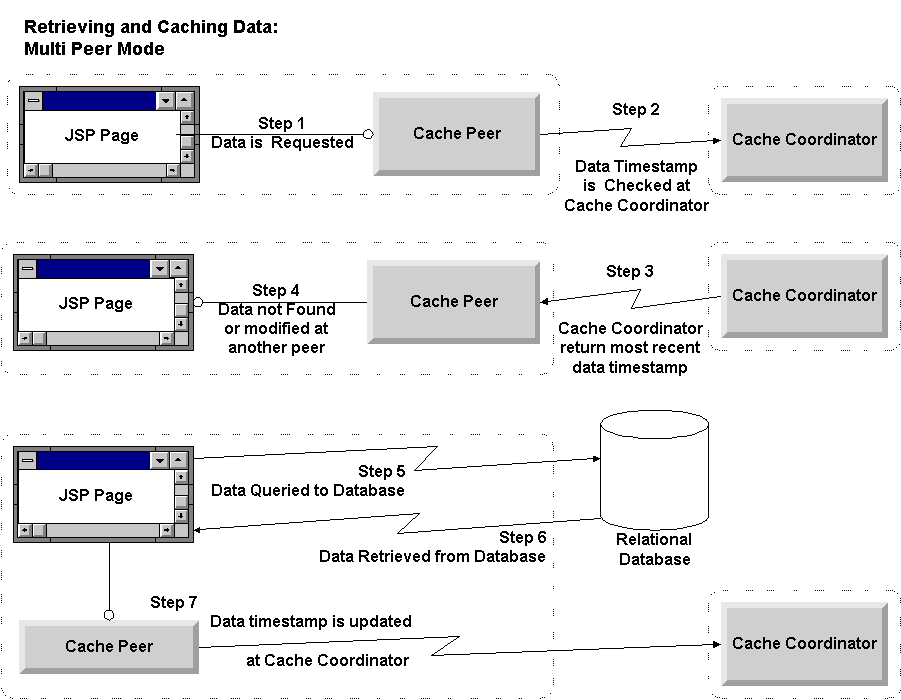 Retrieving and Caching Data:
Multi Peer Mode
JSP Page
Step 1
Data is Requested
Cache Peer
Step 2
Data Timestamp
is Checked at
Cache Coordinator
Cache Coordinator
JSP Page
Step 4
Data not Found
or modified at
another peer
Cache Peer
Step 3
Cache Coordinator
return most recent
data timestamp
Cache Coordinator
JSP Page
Step 5
Data Queried to Database
Step 6
Data Retrieved from Database
Relational
Database
Step 7
Data timestamp is updated
at Cache Coordinator
Cache Peer
Cache Coordinator